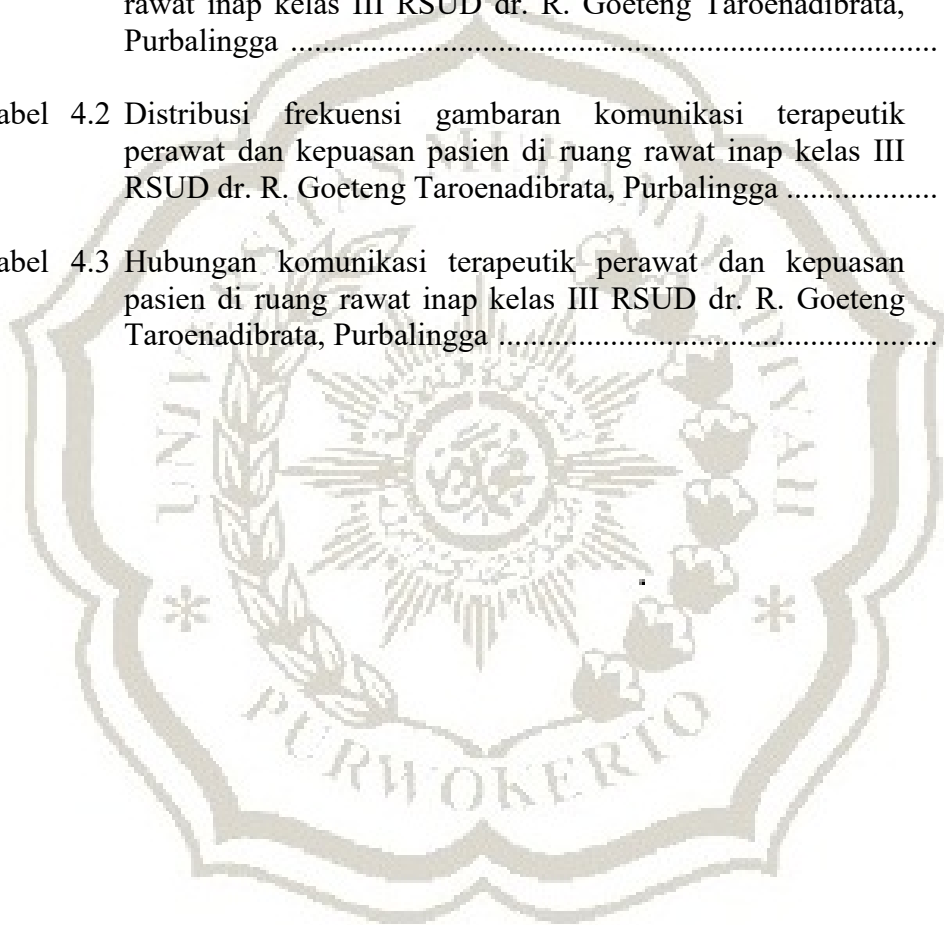 rawat inap kelas III RSUD dr. R. Goeteng Taroenadibrata,
Purbalingga ................................................................................
abel 4.2 Distribusi frekuensi gambaran komunikasi terapeutik
perawat dan kepuasan pasien di ruang rawat inap kelas III
RSUD dr. R. Goeteng Taroenadibrata, Purbalingga ...................
abel 4.3 Hubungan komunikasi terapeutik perawat dan kepuasan
pasien di ruang rawat inap kelas III RSUD dr. R. Goeteng
Taroenadibrata, Purbalingga .......................................................
UNIVERSITAS MUHAMMADIYAH
PURWOKERTO